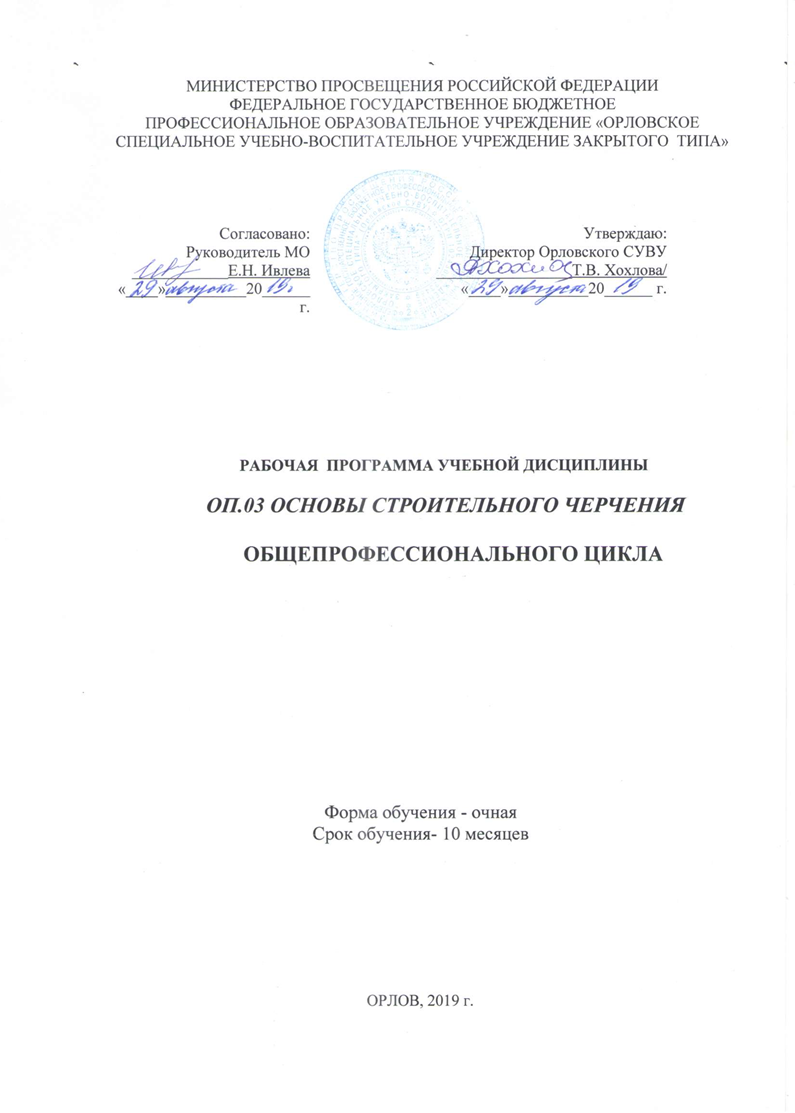 МИНИСТЕРСТВО ПРОСВЕЩЕНИЯ РОССИЙСКОЙ ФЕДЕРАЦИИ
ФЕДЕРАЛЬНОЕ ГОСУДАРСТВЕННОЕ БЮДЖЕТНОЕ
ПРОФЕССИОНАЛЬНОЕ ОБРАЗОВАТЕЛЬНОЕ УЧРЕЖДЕНИЕ «ОРЛОВСКОЕ
СПЕЦИАЛЬНОЕ УЧЕБНО-ВОСПИТАТЕЛЬНОЕ УЧРЕЖДЕНИЕ ЗАКРЫТОГО ТИПА»
Согласовано:
Руководитель МО
Е.Н. Ивлева
«29» августа 2019г.
г.
Утверждаю:
Директор Орловского СУВУ
Т.В. Хохлова/
«29» августа 2019 г.
РАБОЧАЯ ПРОГРАММА УЧЕБНОЙ ДИСЦИПЛИНЫ
ОП.03 ОСНОВЫ СТРОИТЕЛЬНОГО ЧЕРЧЕНИЯ
ОБЩЕПРОФЕССИОНАЛЬНОГО ЦИКЛА
Форма обучения - очная
Срок обучения- 10 месяцев
ОРЛОВ, 2019 г.